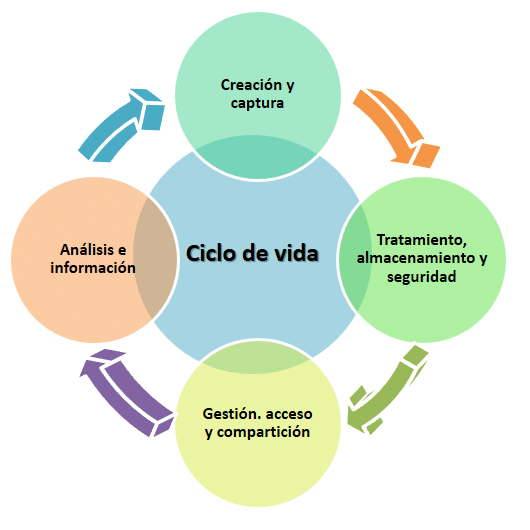 Creación y
captura
Tratamiento,
almacenamiento y
seguridad
Ciclo de vida
Análisis e
información
Gestión. acceso
y compartición